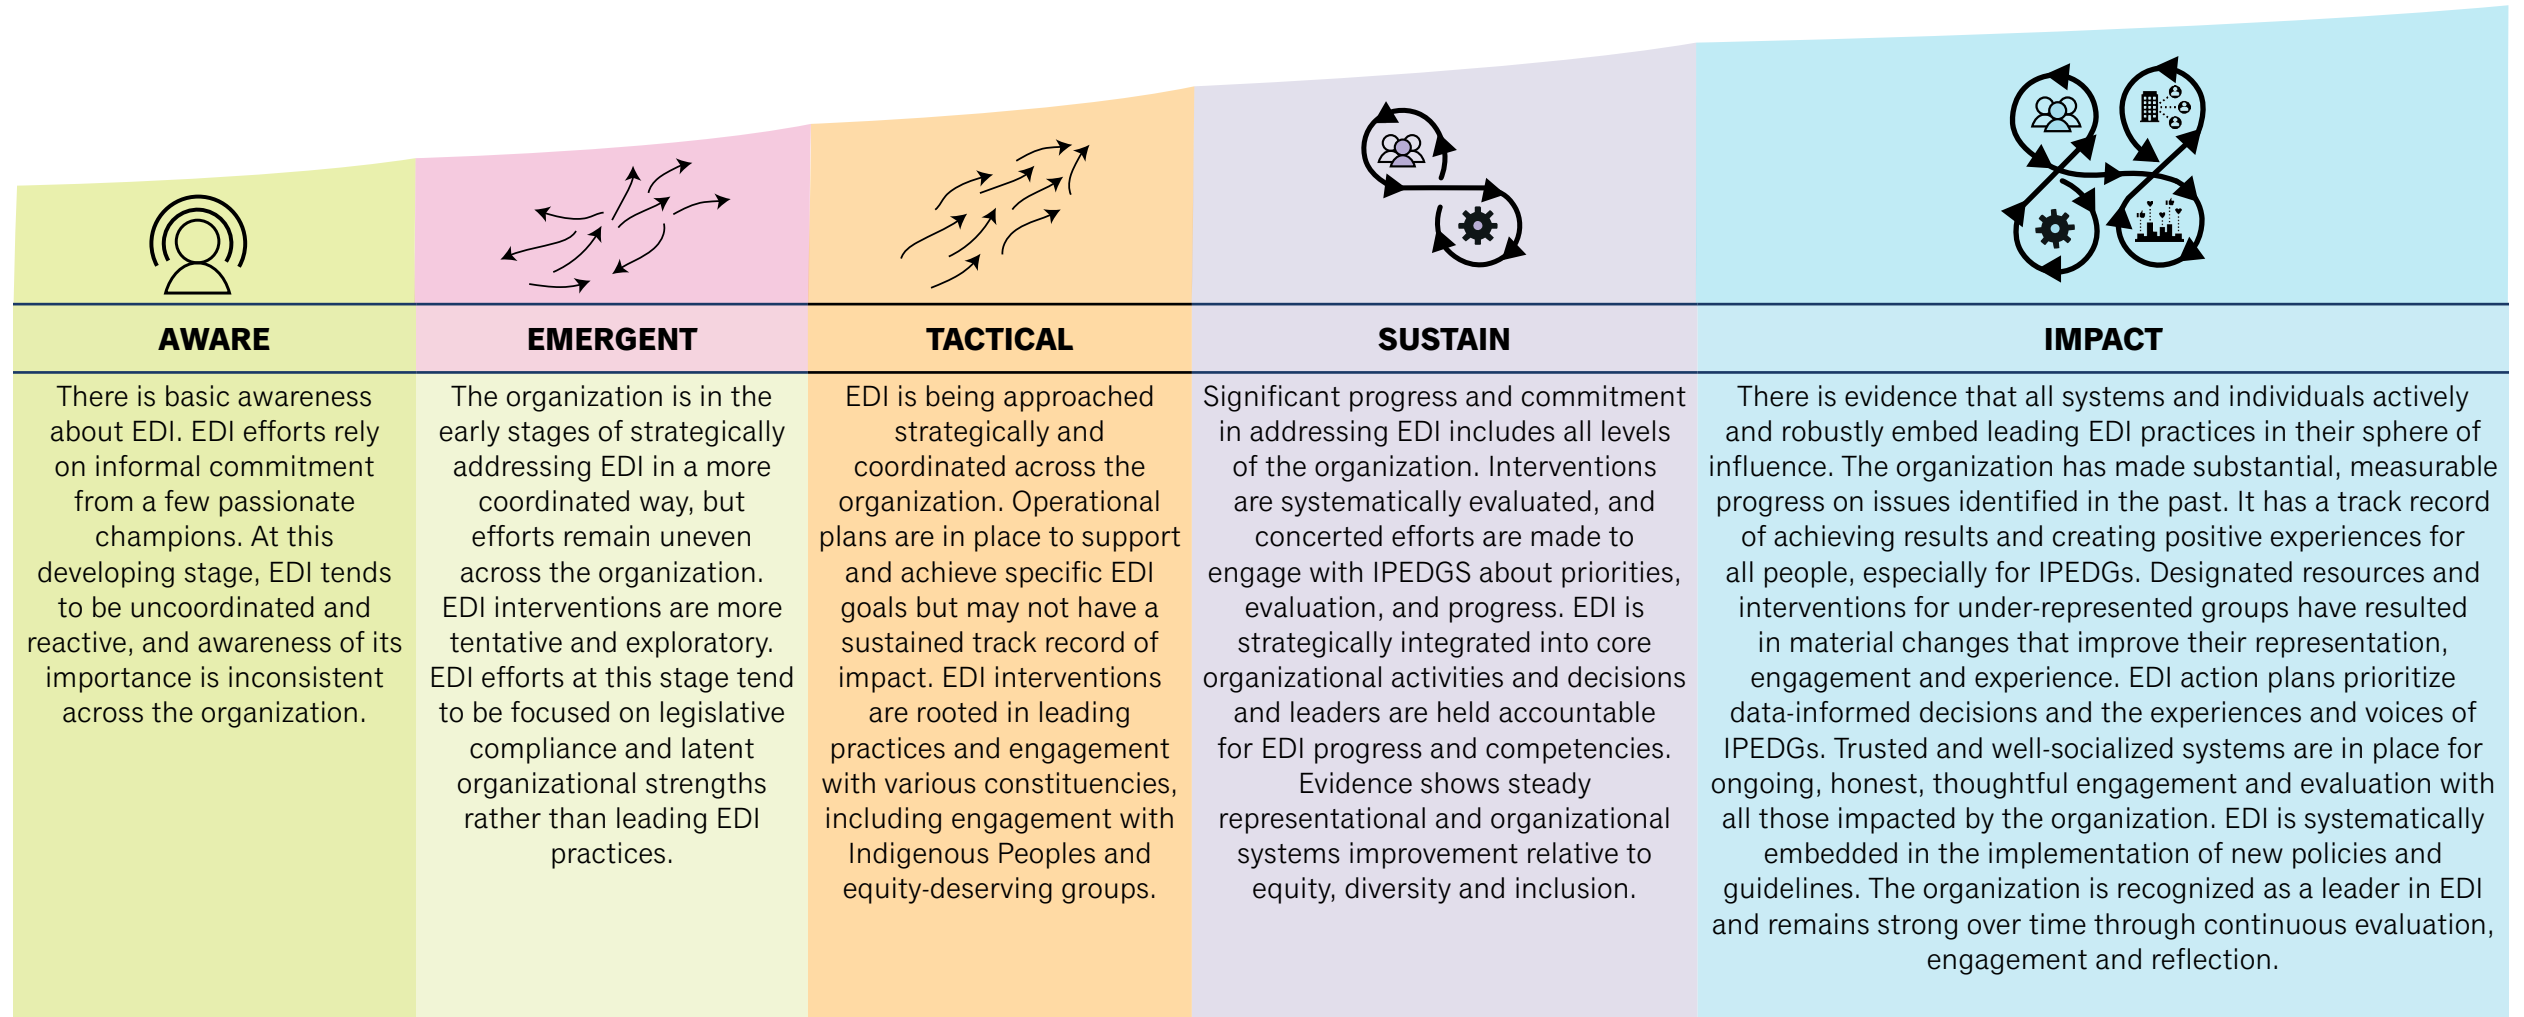 AWARE
There is basic awareness
about EDI. EDI efforts rely
on informal commitment
from a few passionate
champions. At this
developing stage, EDI tends
to be uncoordinated and
reactive, and awareness of its
importance is inconsistent
across the organization.
EMERGENT
The organization is in the
early stages of strategically
addressing EDI in a more
coordinated way, but
efforts remain uneven
across the organization.
EDI interventions are more
tentative and exploratory.
EDI efforts at this stage tend
to be focused on legislative
compliance and latent
organizational strengths
rather than leading EDI
practices.
TACTICAL
EDI is being approached
strategically and
coordinated across the
organization. Operational
plans are in place to support
and achieve specific EDI
goals but may not have a
sustained track record of
impact. EDI interventions
are rooted in leading
practices and engagement
with various constituencies,
including engagement with
Indigenous Peoples and
equity-deserving groups.
SUSTAIN
Significant progress and commitment
in addressing EDI includes all levels
of the organization. Interventions
are systematically evaluated, and
concerted efforts are made to
engage with IPEDGS about priorities,
evaluation, and progress. EDI is
strategically integrated into core
organizational activities and decisions
and leaders are held accountable
for EDI progress and competencies.
Evidence shows steady
representational and organizational
systems improvement relative to
equity, diversity and inclusion.
IMPACT
There is evidence that all systems and individuals actively
and robustly embed leading EDI practices in their sphere of
influence. The organization has made substantial, measurable
progress on issues identified in the past. It has a track record
of achieving results and creating positive experiences for
all people, especially for IPEDGs. Designated resources and
interventions for under-represented groups have resulted
in material changes that improve their representation,
engagement and experience. EDI action plans prioritize
data-informed decisions and the experiences and voices of
IPEDGs. Trusted and well-socialized systems are in place for
ongoing, honest, thoughtful engagement and evaluation with
all those impacted by the organization. EDI is systematically
embedded in the implementation of new policies and
guidelines. The organization is recognized as a leader in EDI
and remains strong over time through continuous evaluation,
engagement and reflection.